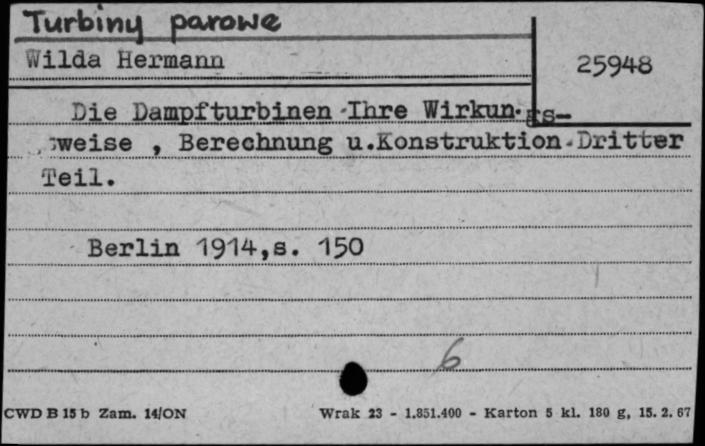 Turbiny parowe
Wilda Hermann
25948
Die Dampfturbinen-Ihre Wirkungs-
weise , Berechnung u.Konstruktion-Dritter
Teil.
Berlin 1914,s. 150
6
CWD B 15 b Zam. 14/ON
Wrak 23 - 1.851.400 - Karton 5 kl. 180 g, 15. 2. 67